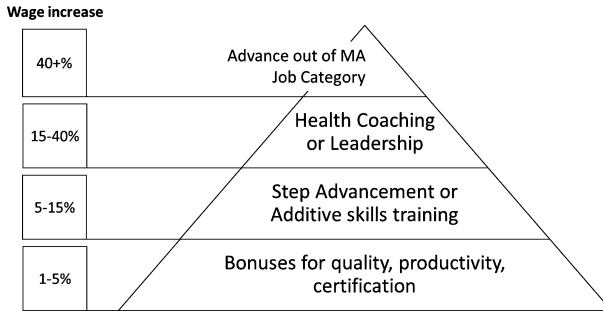 Wage increase
40+%
Advance out of MA
Job Category
15-40%
Health Coaching
or Leadership
5-15%
Step Advancement or
Additive skills training
1-5%
Bonuses for quality, productivity,
certification